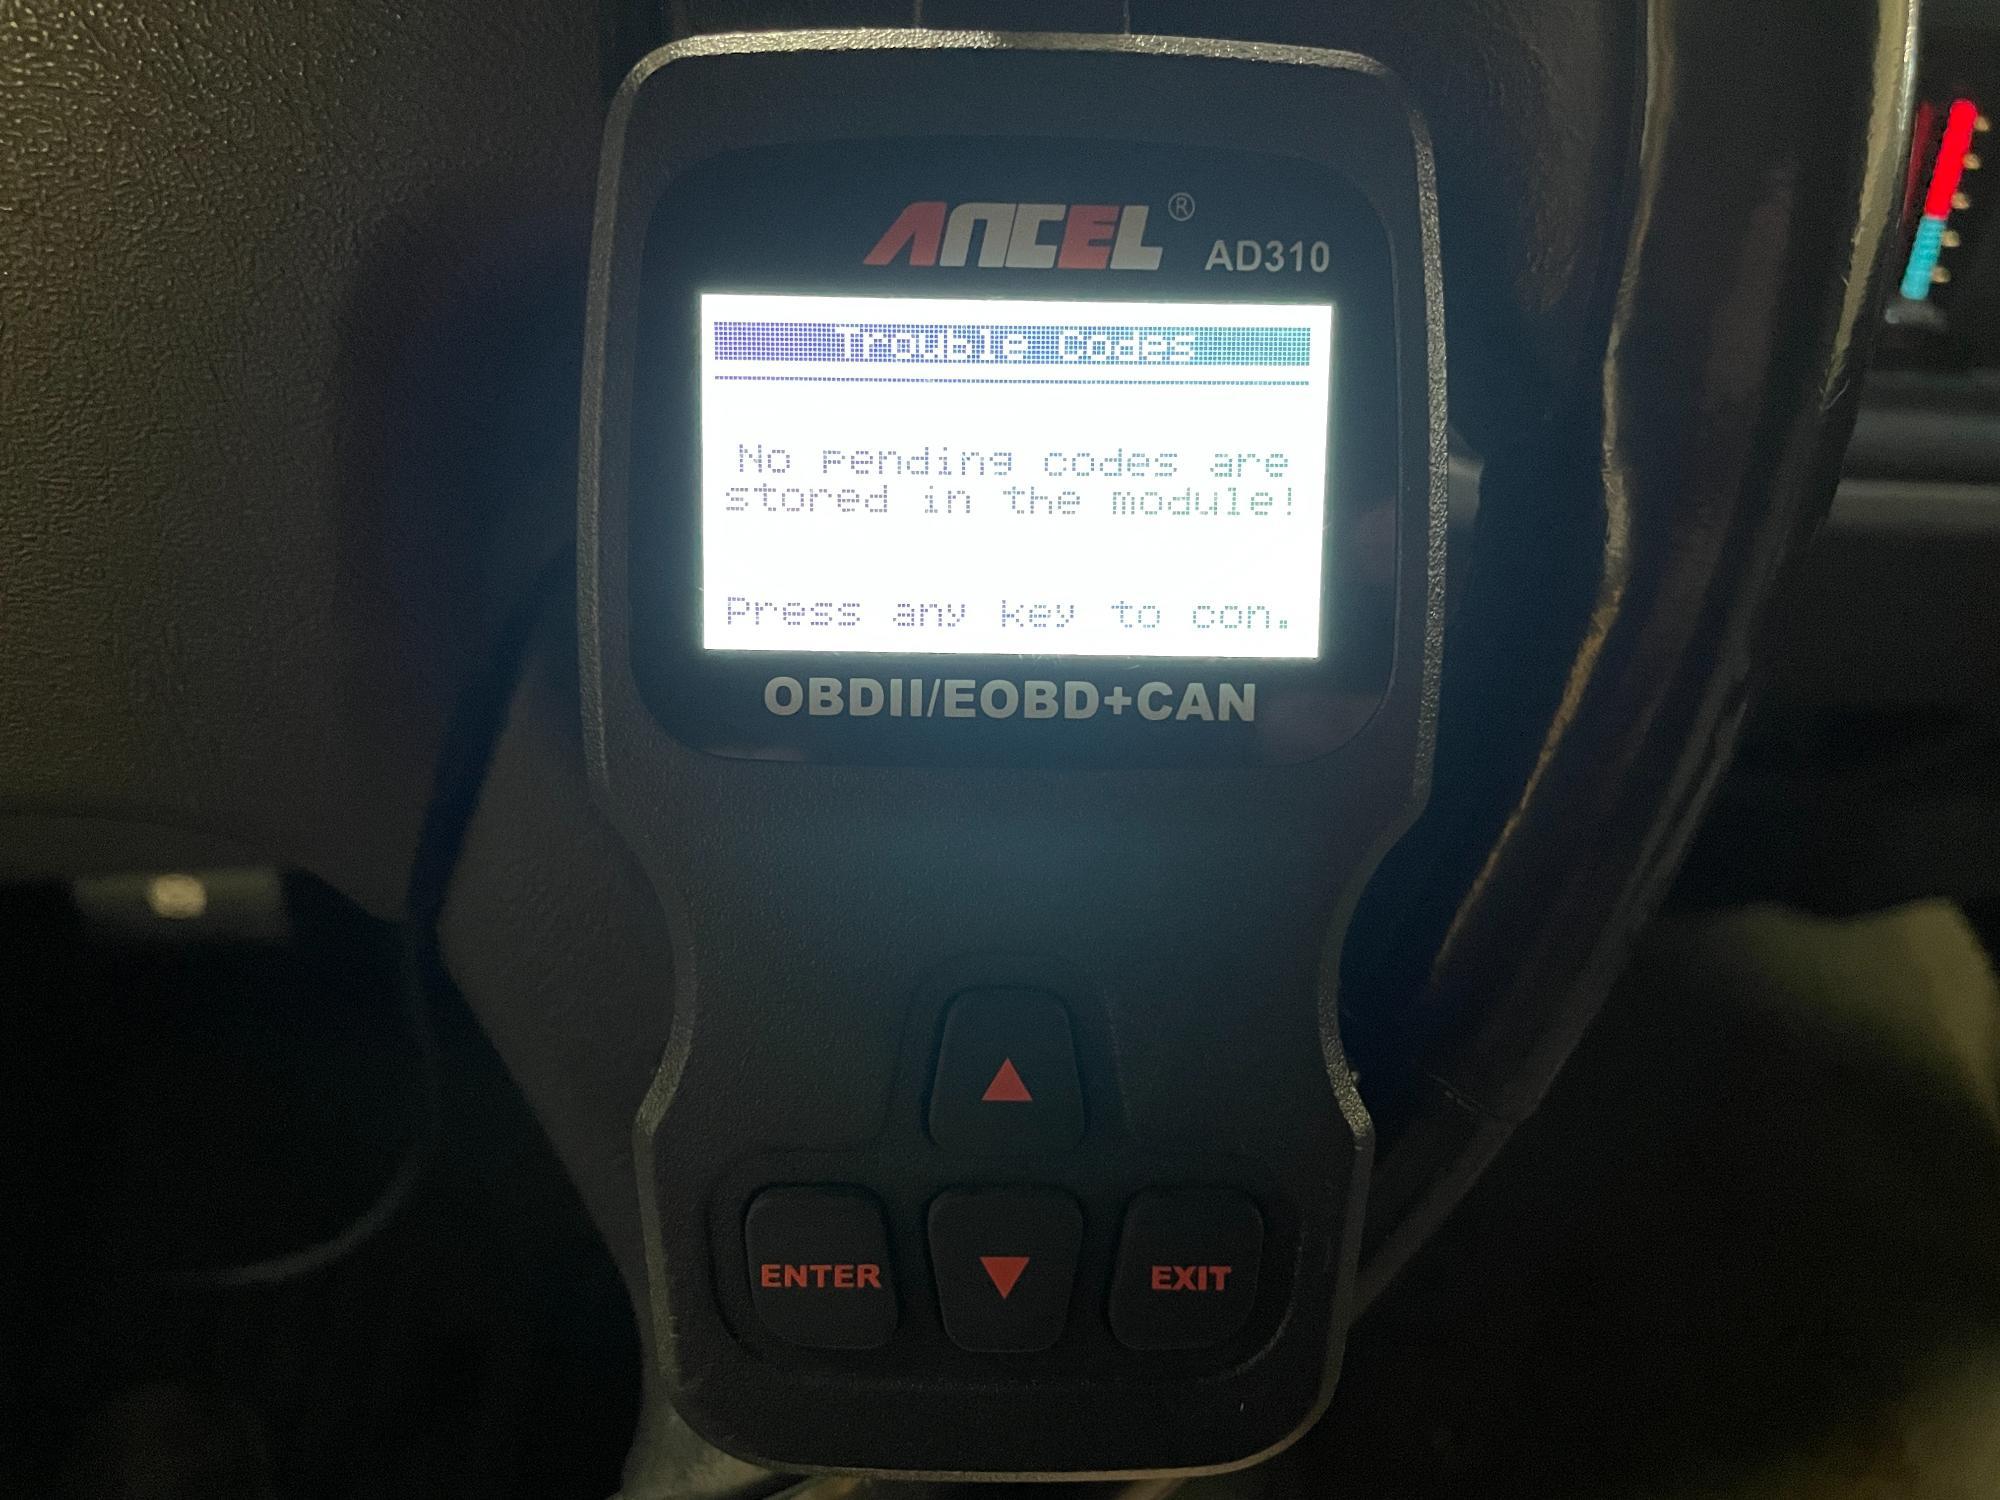 ANCEL® AD310
Trouble Codes
No pending codes are
stored in the module!
Press any key to con.
OBDII/EOBD+CAN
ENTER
EXIT